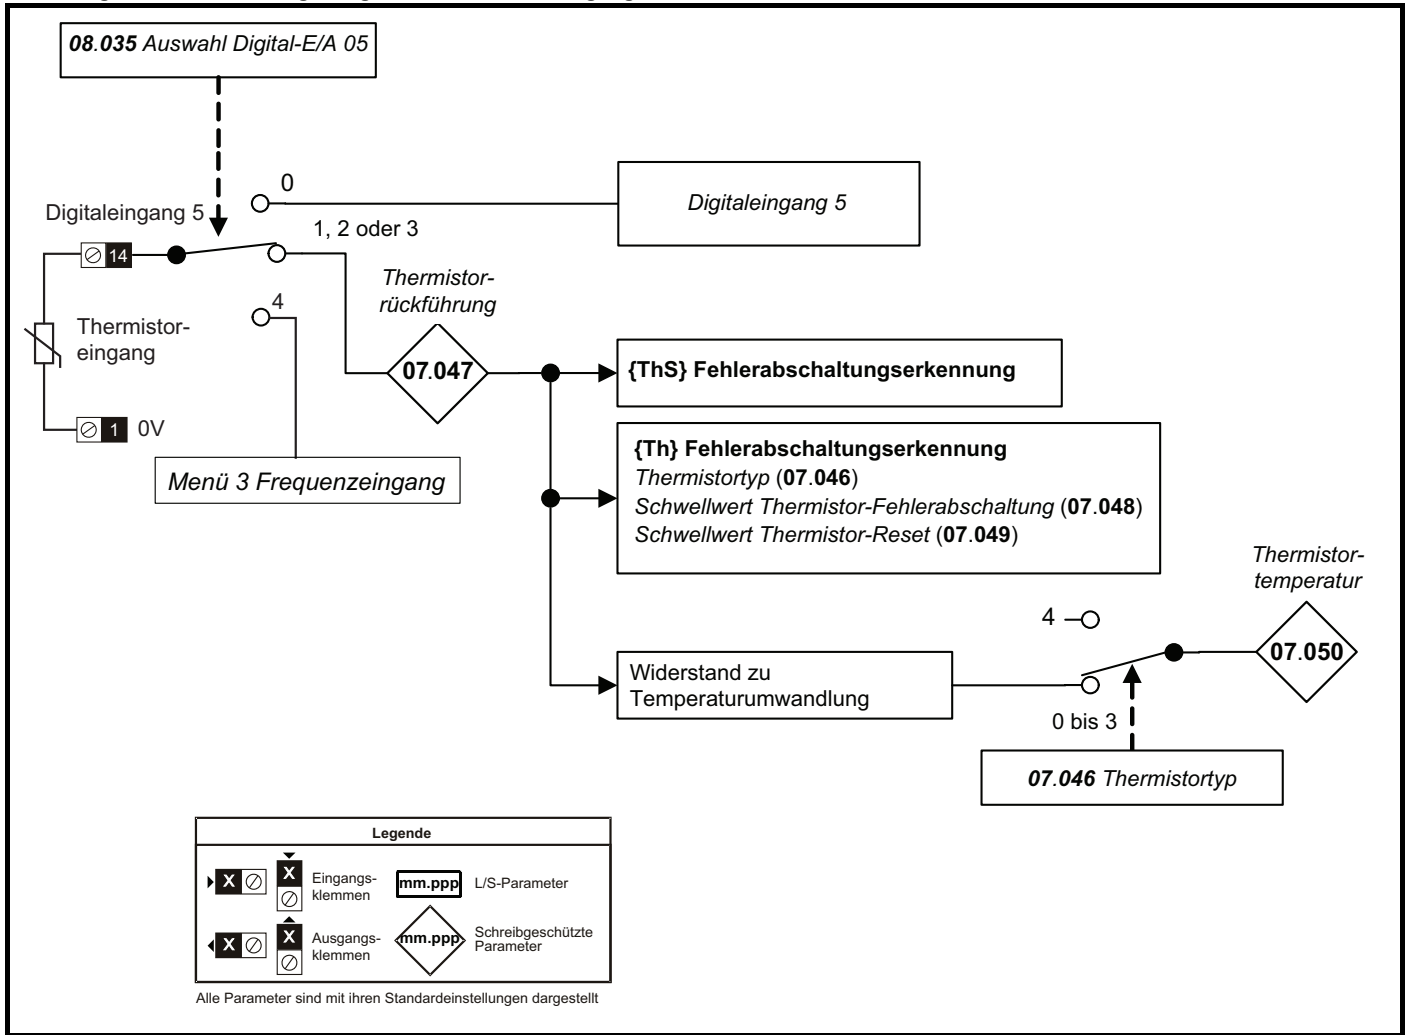 08.035 Auswahl Digital-E/A 05
0
Digitaleingang 5
Digitaleingang 5
1, 2 oder 3
14
Thermistor-
rückführung
4
Thermistor-
eingang
07.047
{ThS} Fehlerabschaltungserkennung
1
0V
{Th} Fehlerabschaltungserkennung
Thermistortyp (07.046)
Schwellwert Thermistor-Fehlerabschaltung (07.048)
Schwellwert Thermistor-Reset (07.049)
Menü 3 Frequenzeingang
Thermistor-
temperatur
4
07.050
Widerstand zu
Temperaturumwandlung
0 bis 3
07.046 Thermistortyp
Legende
X
X
Eingangs-
klemmen
mm.ppp
L/S-Parameter
X
X
Ausgangs-
klemmen
mm.ppp
Schreibgeschützte
Parameter
Alle Parameter sind mit ihren Standardeinstellungen dargestellt